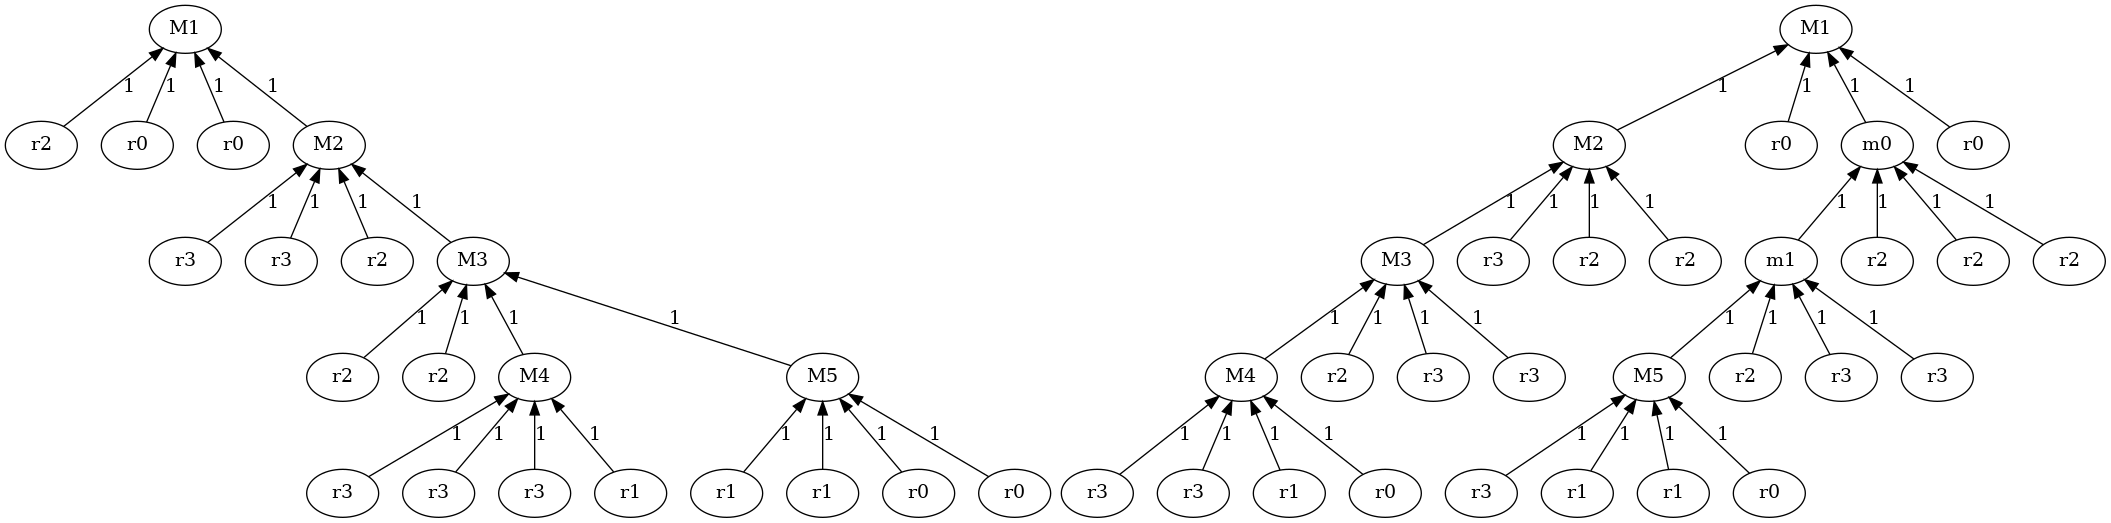 M1 M1
1 1 1 1 1 1 1 1
r2 r0 r0 M2 M2 r0 m0 r0
1 1 1 1 1 1 1 1 1 1 1 1
r3 r3 r2 M3 M3 r3 r2 r2 m1 r2 r2 r2
1 1 1 1 1 1 1 1 1 1 1 1
r2 r2 M4 M5 M4 r2 r3 r3 M5 r2 r3 r3
1 1 1 1 1 1 1 1 1 1 1 1 1 1 1 1
r3 r3 r3 r1 r1 r1 r0 r0 r3 r3 r1 r0 r3 r1 r1 r0